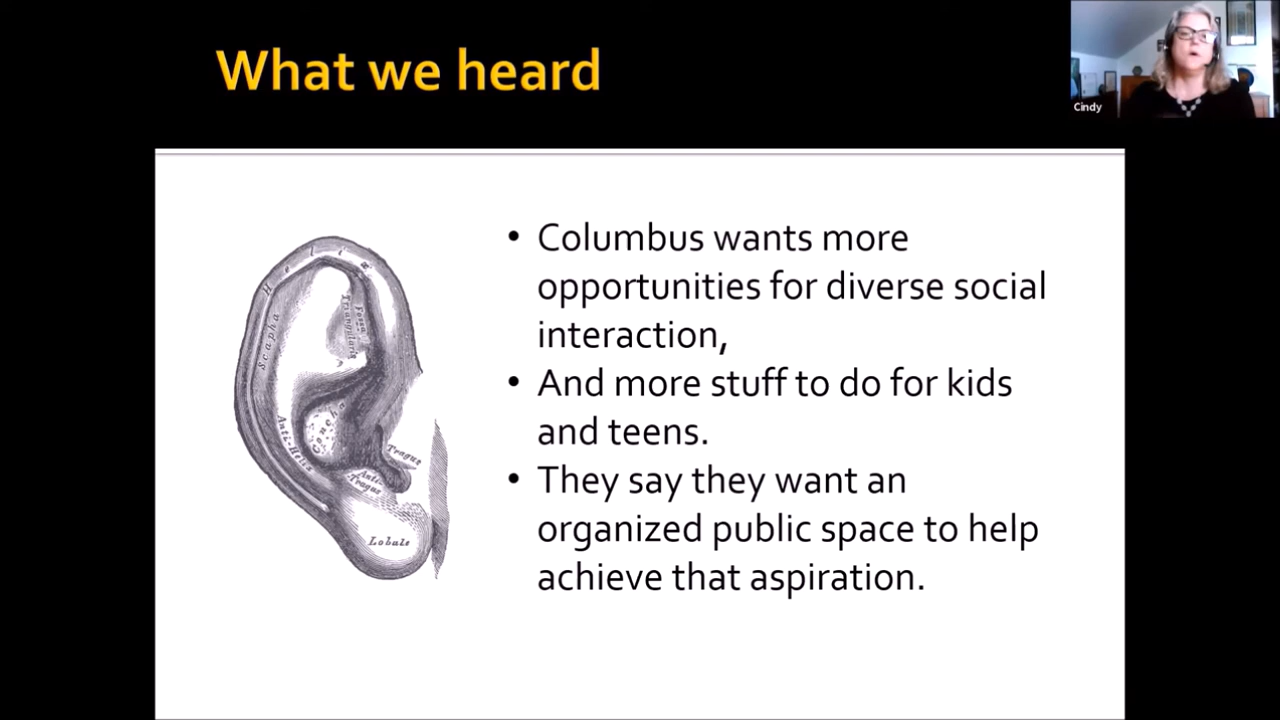 What we heard
Cindy
• Columbus wants more
opportunities for diverse social
interaction,
• And more stuff to do for kids
and teens.
• They say they want an
organized public space to help
achieve that aspiration.
Helix
Scapha
Fossa
Triangularis
Concha
Anti-Helix
Tragus
Anti-
Tragus
Lobule